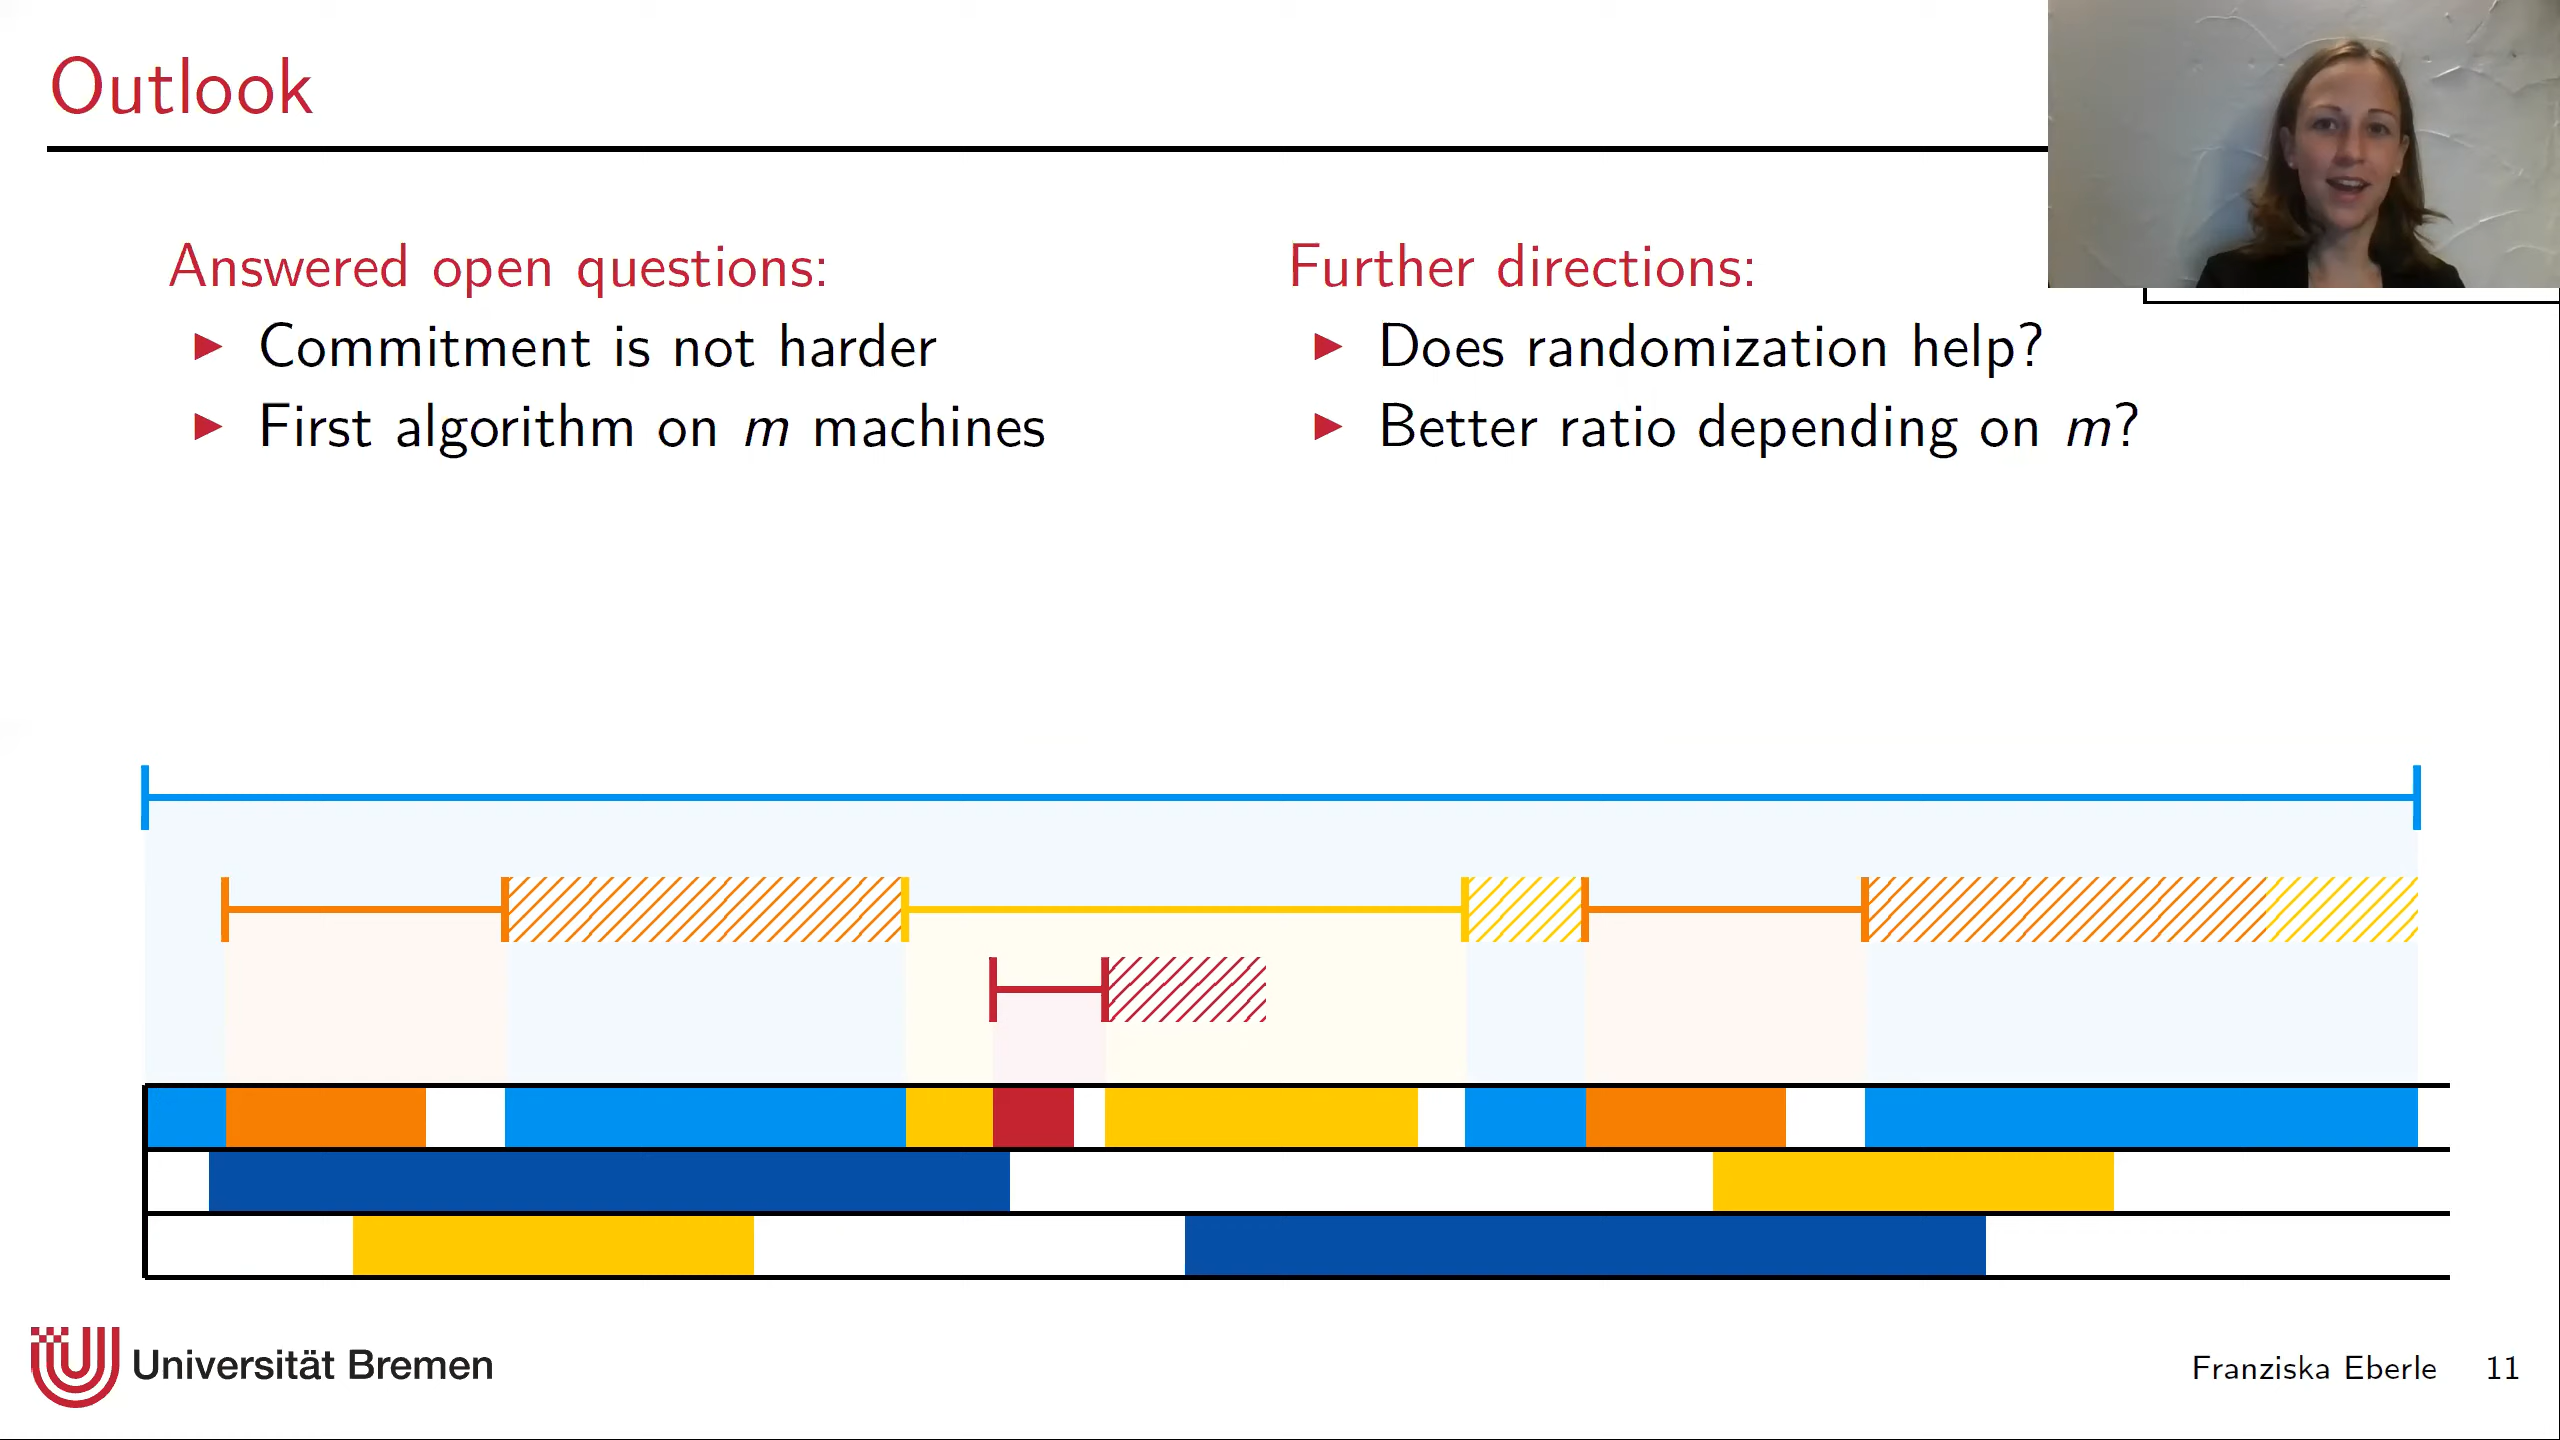 Outlook
Answered open questions:
Commitment is not harder
First algorithm on m machines
Further directions:
Does randomization help?
Better ratio depending on m?
Universität Bremen
Franziska Eberle 11